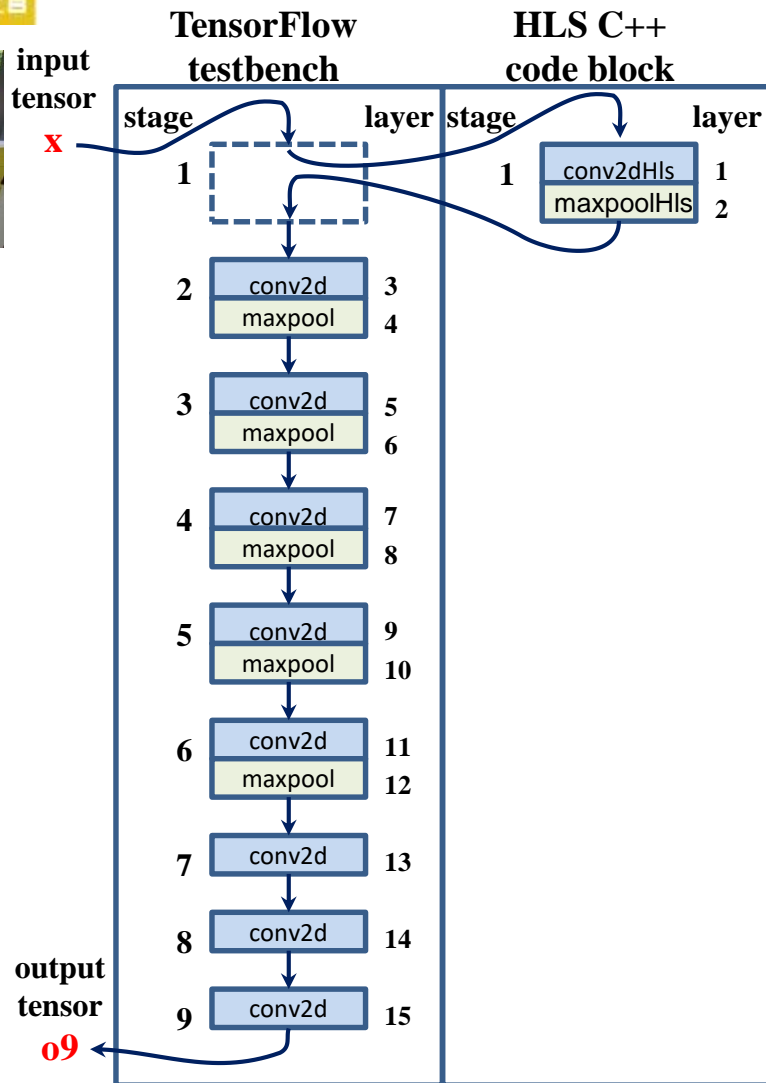 TensorFlow testbench
HLS C++ code block
input tensor
x
stage layer stage layer
1
1 conv2dHls 1
maxpoolHls 2
2 conv2d 3
maxpool 4
3 conv2d 5
maxpool 6
4 conv2d 7
maxpool 8
5 conv2d 9
maxpool 10
6 conv2d 11
maxpool 12
7 conv2d 13
8 conv2d 14
output tensor
9 conv2d 15
o9